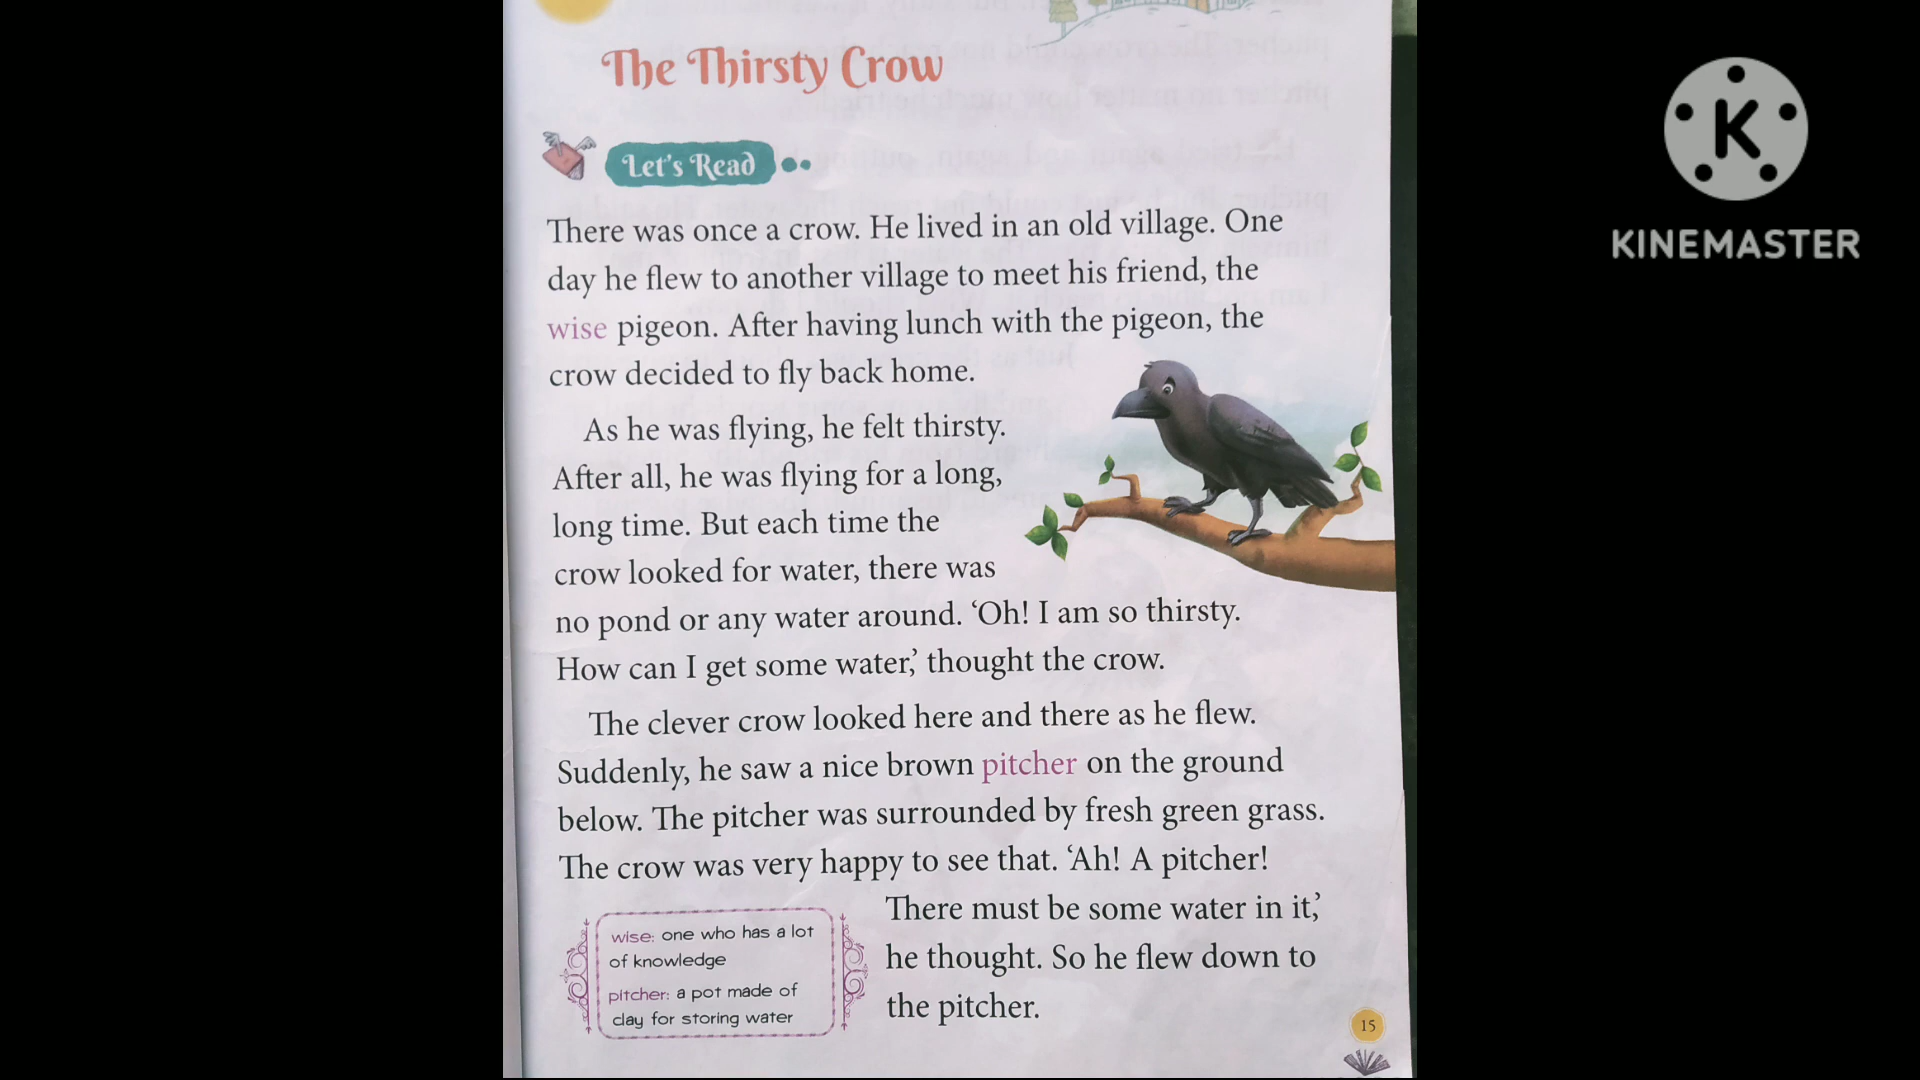 The Thirsty Crow
Let's Read
There was once a crow. He lived in an old village. One
day he flew to another village to meet his friend, the
wise pigeon. After having lunch with the pigeon, the
crow decided to fly back home.
As he was flying, he felt thirsty.
After all, he was flying for a long,
long time. But each time the
crow looked for water, there was
no pond or any water around. ‘Oh! I am so thirsty.
How can I get some water,’ thought the crow.
The clever crow looked here and there as he flew.
Suddenly, he saw a nice brown pitcher on the ground
below. The pitcher was surrounded by fresh green grass.
The crow was very happy to see that. ‘Ah! A pitcher!
There must be some water in it,’
he thought. So he flew down to
the pitcher.
wise: one who has a lot
of knowledge
pitcher: a pot made of
clay for storing water
15
K
KINEMASTER